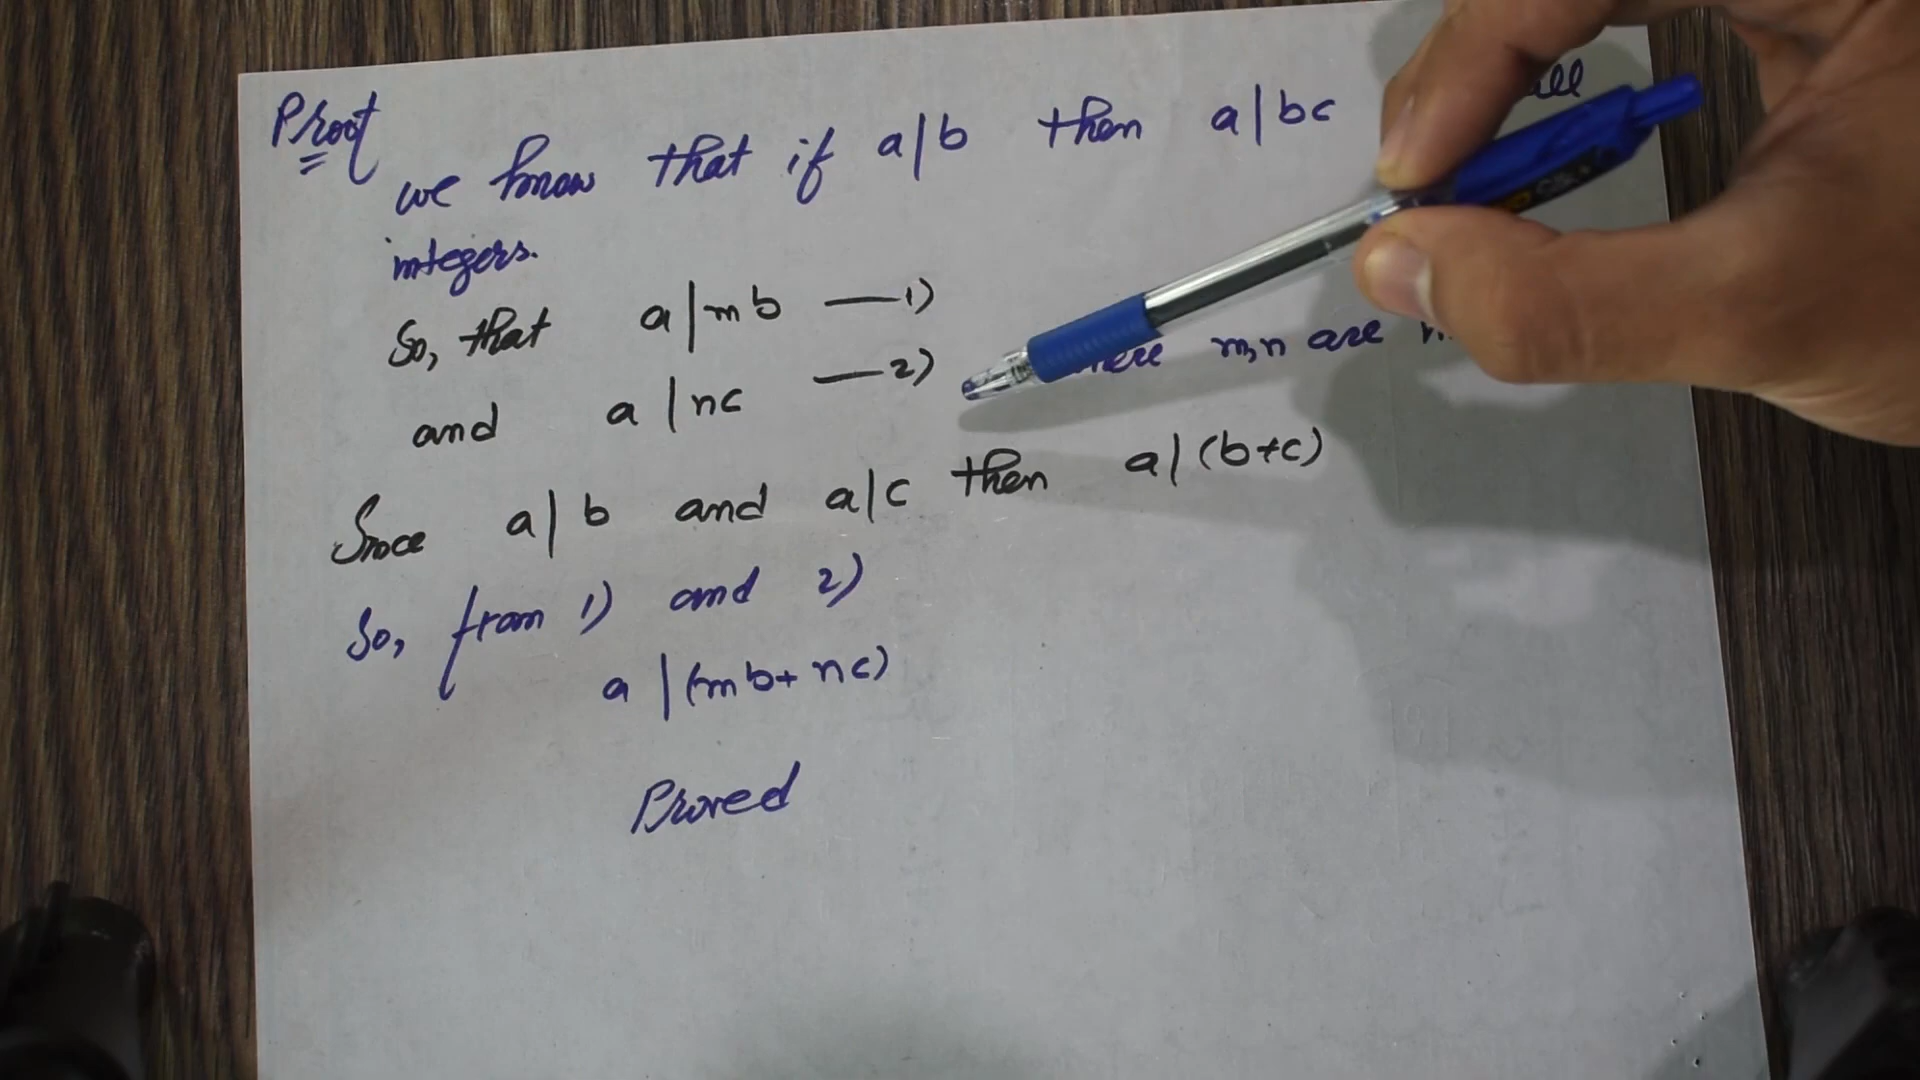 Proof
we know that if a|b then a|bc all
integers.
So, that a|mb —1)
and a|nc —2) m,n are
Since a|b and a|c then a|(b+c)
So, from 1) and 2)
a|(mb+nc)
Proved